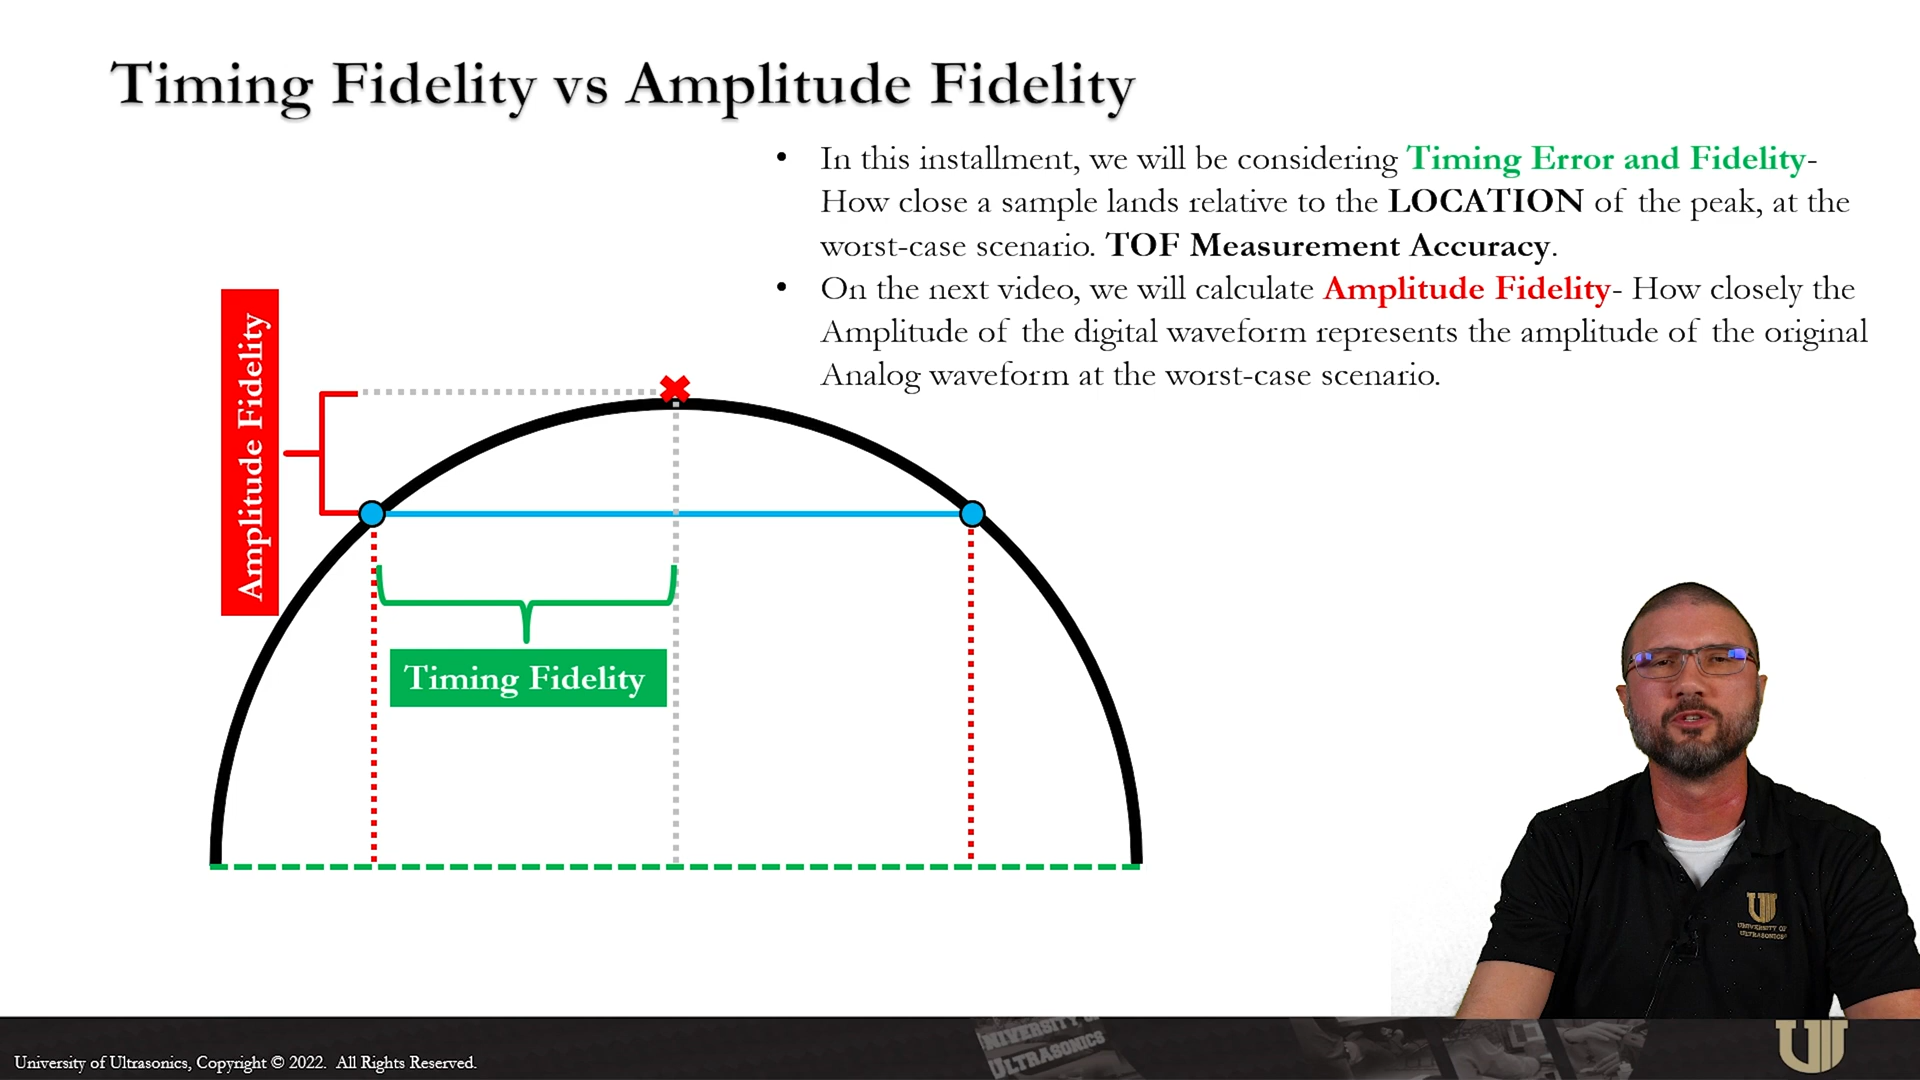 Timing Fidelity vs Amplitude Fidelity
• In this installment, we will be considering Timing Error and Fidelity-
How close a sample lands relative to the LOCATION of the peak, at the
worst-case scenario. TOF Measurement Accuracy.
• On the next video, we will calculate Amplitude Fidelity- How closely the
Amplitude of the digital waveform represents the amplitude of the original
Analog waveform at the worst-case scenario.
Amplitude Fidelity
Timing Fidelity
UNIVERSITY OF
ULTRASONICS
UNIVERSITY OF
ULTRASONICS
University of Ultrasonics, Copyright © 2022. All Rights Reserved.